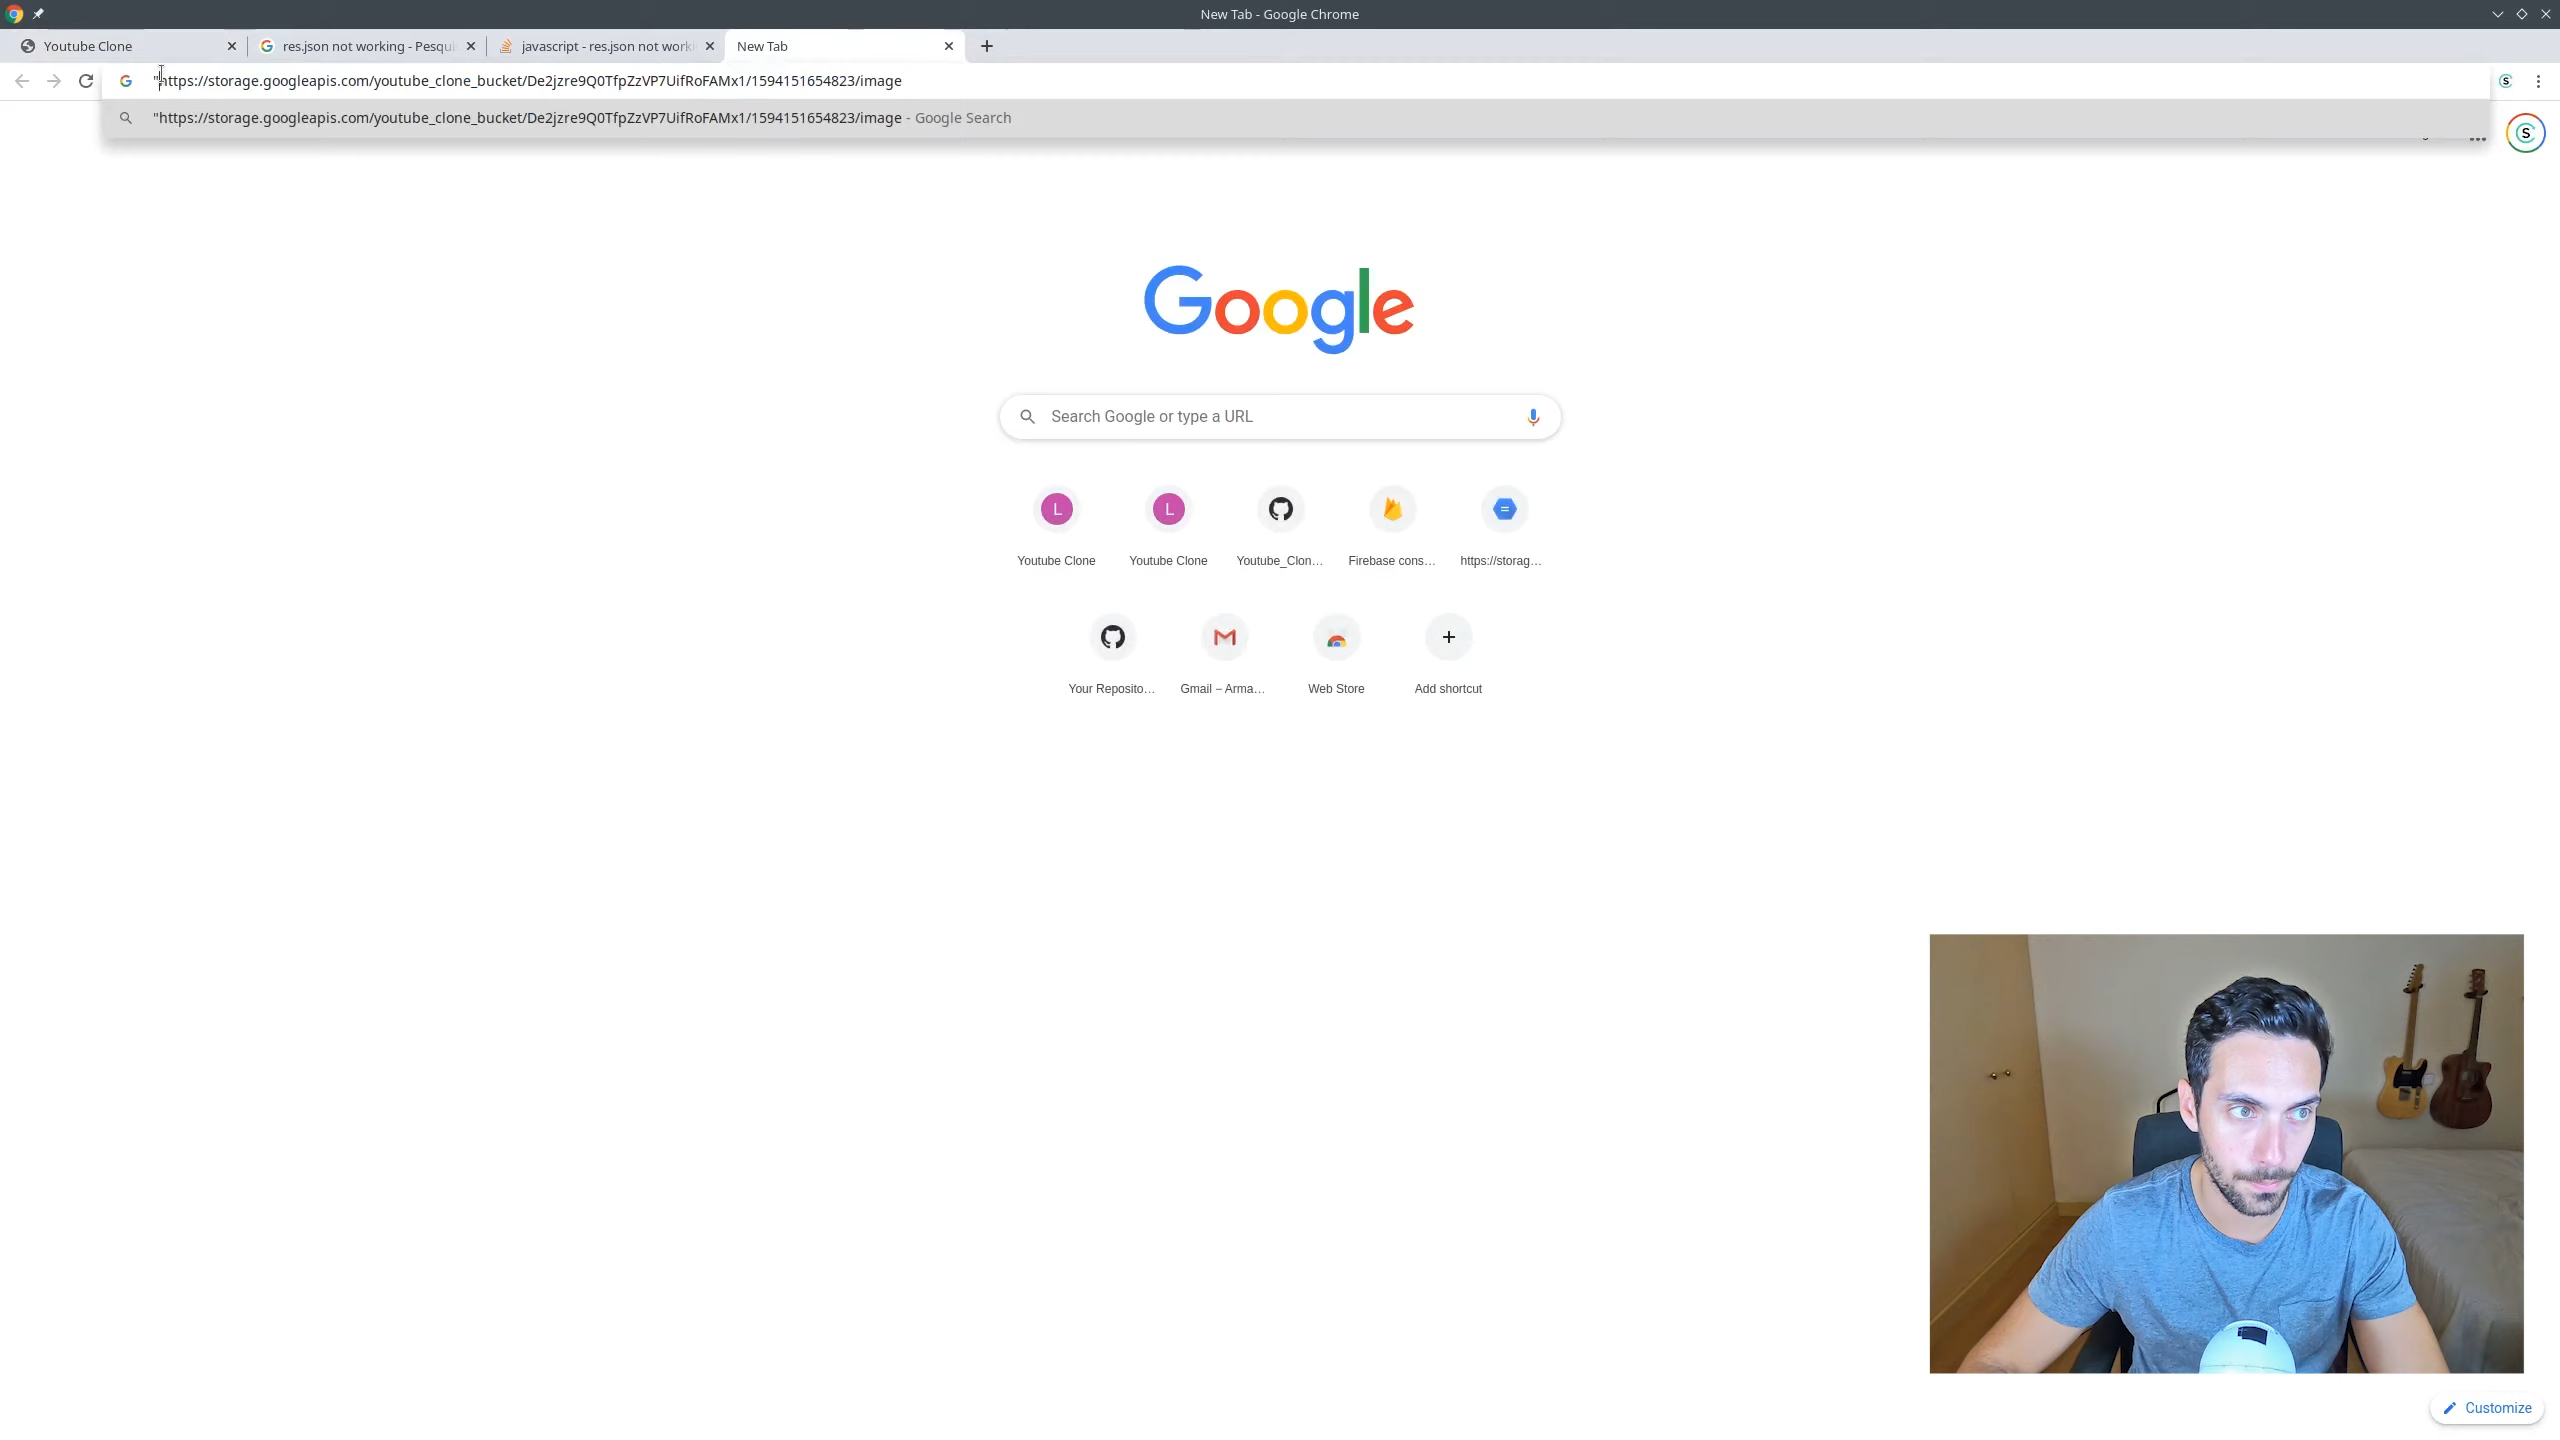 New Tab - Google Chrome
Youtube Clone
res.json not working - Pesqui
javascript - res.json not worki
New Tab
"https://storage.googleapis.com/youtube_clone_bucket/De2jzre9Q0TfpZzVP7UifRoFAMx1/1594151654823/image
"https://storage.googleapis.com/youtube_clone_bucket/De2jzre9Q0TfpZzVP7UifRoFAMx1/1594151654823/image - Google Search
S
S
Google
Search Google or type a URL
L
L
Youtube Clone
Youtube Clone
Youtube_Clon...
Firebase cons...
https://storag...
Your Reposito...
Gmail – Arma...
Web Store
Add shortcut
Customize